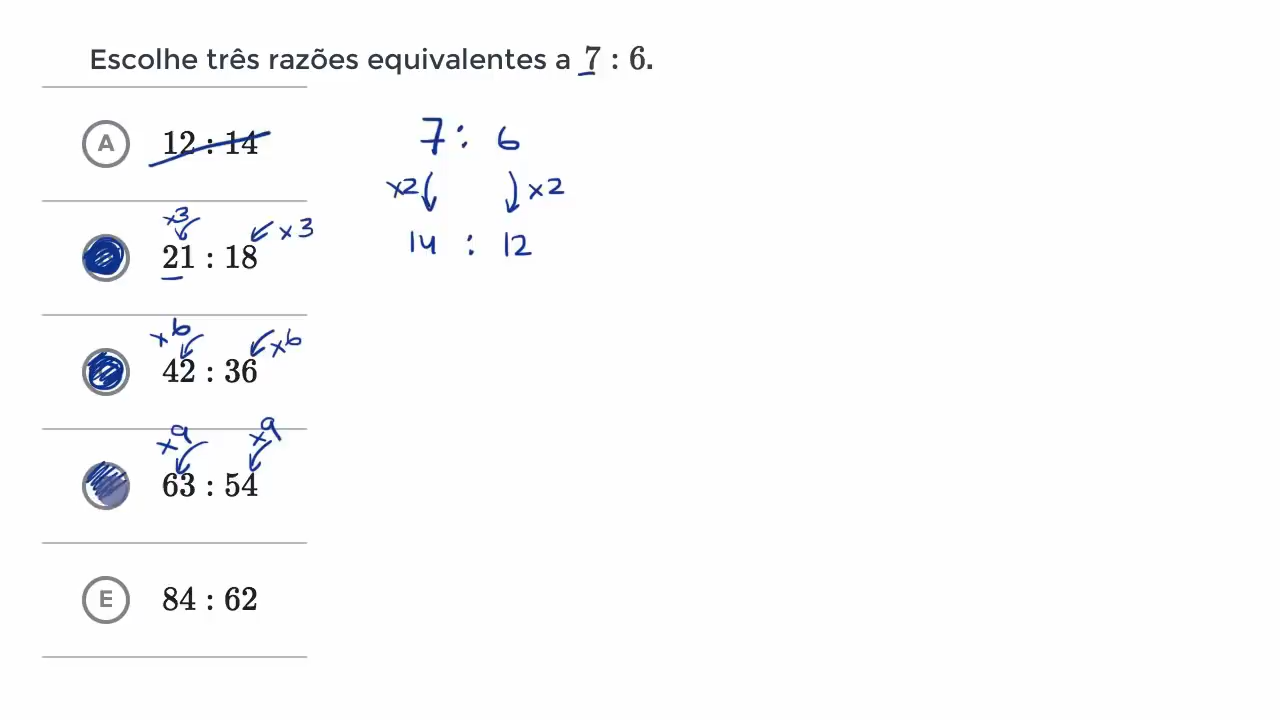 Escolhe três razões equivalentes a 7 : 6.
A 12 : 14
x3 x3
21 : 18
x6 x6
42 : 36
x9 x9
63 : 54
E 84 : 62
7 : 6
x2 x2
14 : 12